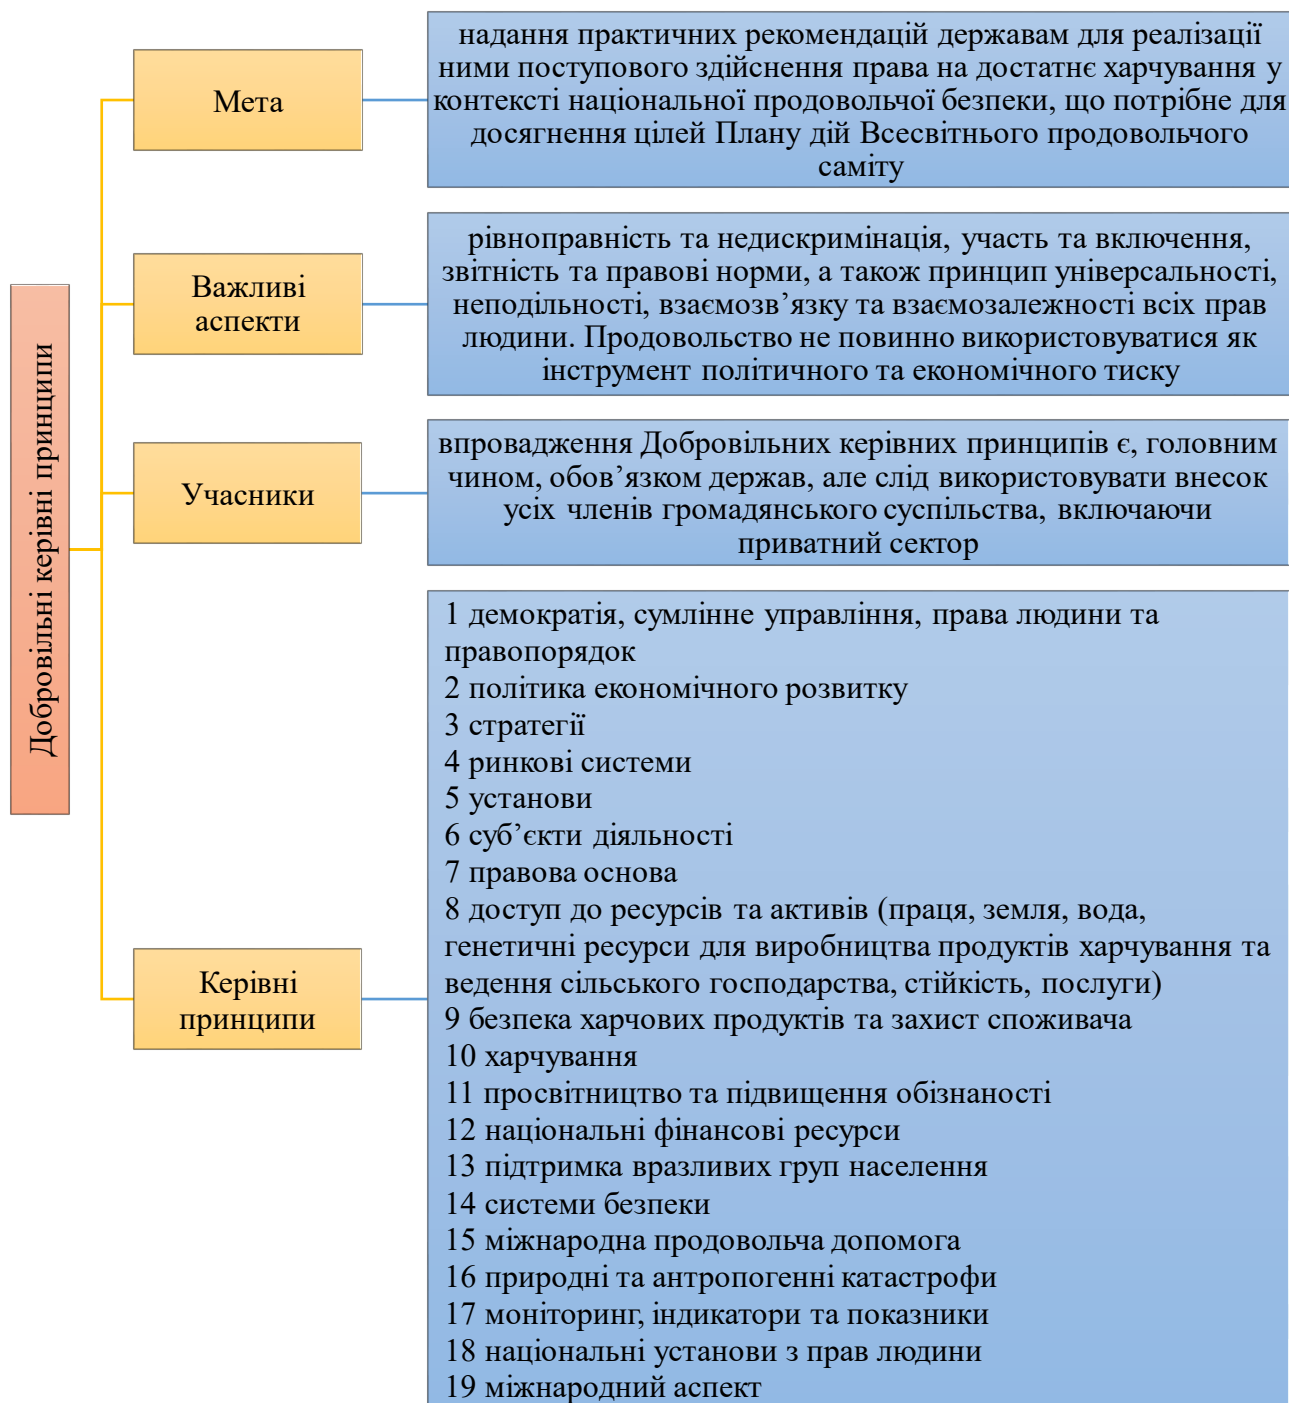 Добровільні керівні принципи
Мета
надання практичних рекомендацій державам для реалізації
ними поступового здійснення права на достатнє харчування у
контексті національної продовольчої безпеки, що потрібне для
досягнення цілей Плану дій Всесвітнього продовольчого
саміту
Важливі
аспекти
рівноправність та недискримінація, участь та включення,
звітність та правові норми, а також принцип універсальності,
неподільності, взаємозв’язку та взаємозалежності всіх прав
людини. Продовольство не повинно використовуватися як
інструмент політичного та економічного тиску
Учасники
впровадження Добровільних керівних принципів є, головним
чином, обов’язком держав, але слід використовувати внесок
усіх членів громадянського суспільства, включаючи
приватний сектор
Керівні
принципи
1 демократія, сумлінне управління, права людини та
правопорядок
2 політика економічного розвитку
3 стратегії
4 ринкові системи
5 установи
6 суб’єкти діяльності
7 правова основа
8 доступ до ресурсів та активів (праця, земля, вода,
генетичні ресурси для виробництва продуктів харчування та
ведення сільського господарства, стійкість, послуги)
9 безпека харчових продуктів та захист споживача
10 харчування
11 просвітництво та підвищення обізнаності
12 національні фінансові ресурси
13 підтримка вразливих груп населення
14 системи безпеки
15 міжнародна продовольча допомога
16 природні та антропогенні катастрофи
17 моніторинг, індикатори та показники
18 національні установи з прав людини
19 міжнародний аспект